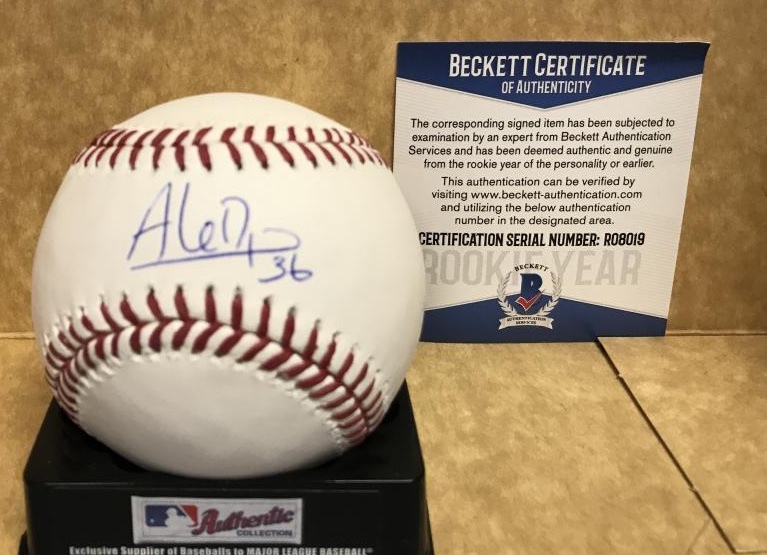 36
Authentic
COLLECTION
Exclusive Supplier of Baseballs to MAJOR LEAGUE BASEBALL®
BECKETT CERTIFICATE
OF AUTHENTICITY
The corresponding signed item has been subjected to
examination by an expert from Beckett Authentication
Services and has been deemed authentic and genuine
from the rookie year of the personality or earlier.
This authentication can be verified by
visiting www.beckett-authentication.com
and utilizing the below authentication
number in the designated area.
CERTIFICATION SERIAL NUMBER: R08019
ROOKIE YEAR
BECKETT
B
AUTHENTICATION
SERVICES